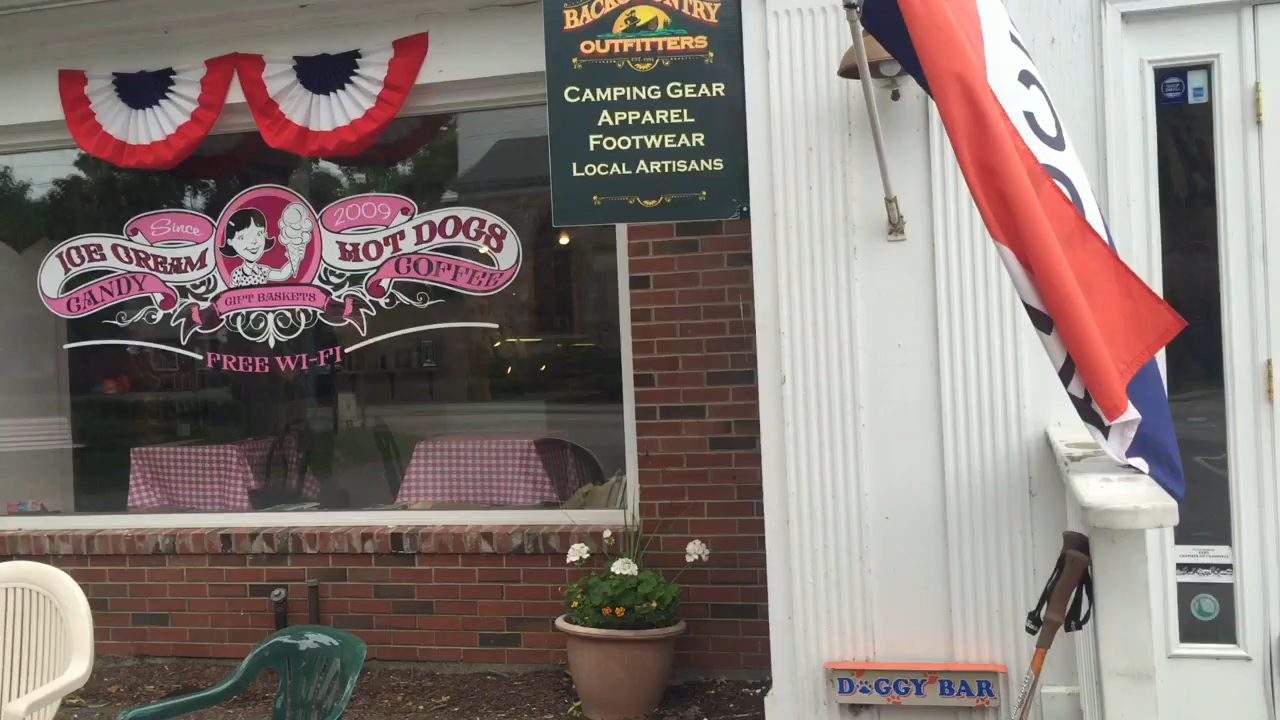 BACKCOUNTRY
OUTFITTERS
CAMPING GEAR
APPAREL
FOOTWEAR
LOCAL ARTISANS
Since 2009
ICE CREAM HOT DOGS
CANDY COFFEE
GIFT BASKETS
FREE WI-FI
DOGGY BAR